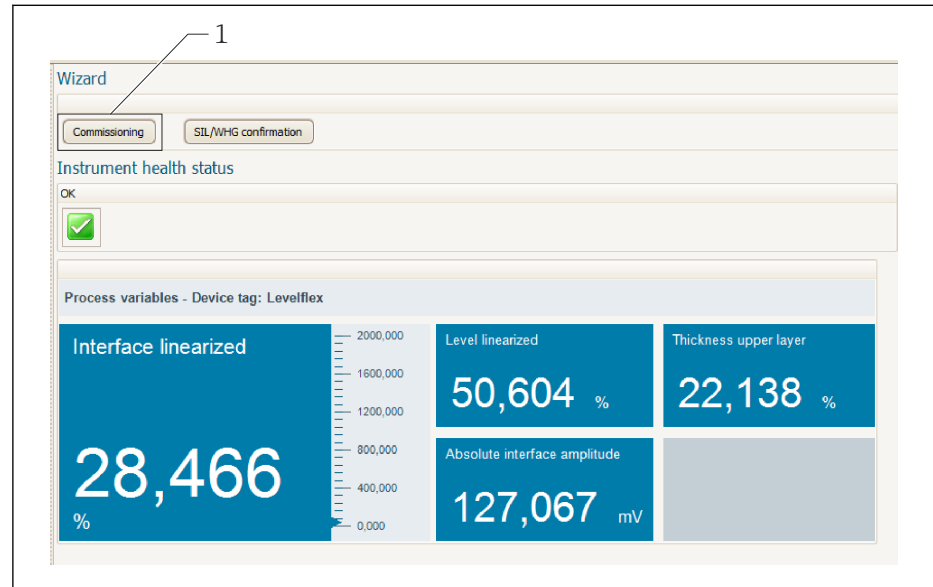 1
Wizard
Commissioning
SIL/WHG confirmation
Instrument health status
OK
Process variables - Device tag: Levelflex
Interface linearized
28,466
%
2000,000
1600,000
1200,000
800,000
400,000
0,000
Level linearized
50,604 %
Thickness upper layer
22,138 %
Absolute interface amplitude
127,067 mV